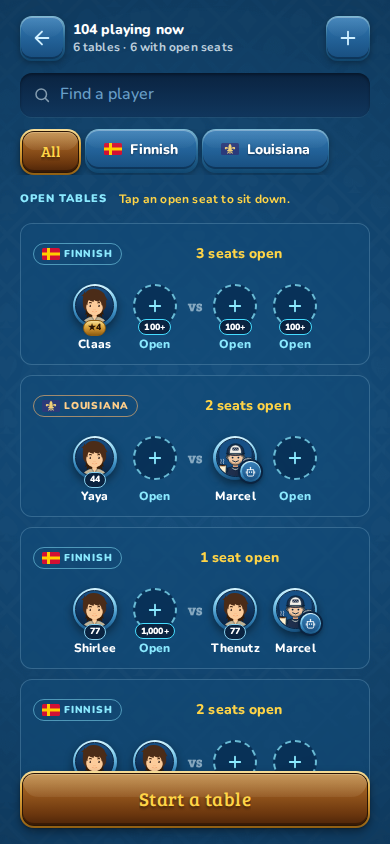 104 playing now
6 tables · 6 with open seats
Find a player
All
Finnish
Louisiana
OPEN TABLES Tap an open seat to sit down.
FINNISH
3 seats open
★4
100+
vs
100+
100+
Claas
Open
Open
Open
LOUISIANA
2 seats open
vs
44
Yaya
Open
Marcel
Open
FINNISH
1 seat open
vs
77
1,000+
77
Shirlee
Open
Thenutz
Marcel
FINNISH
2 seats open
vs
Start a table